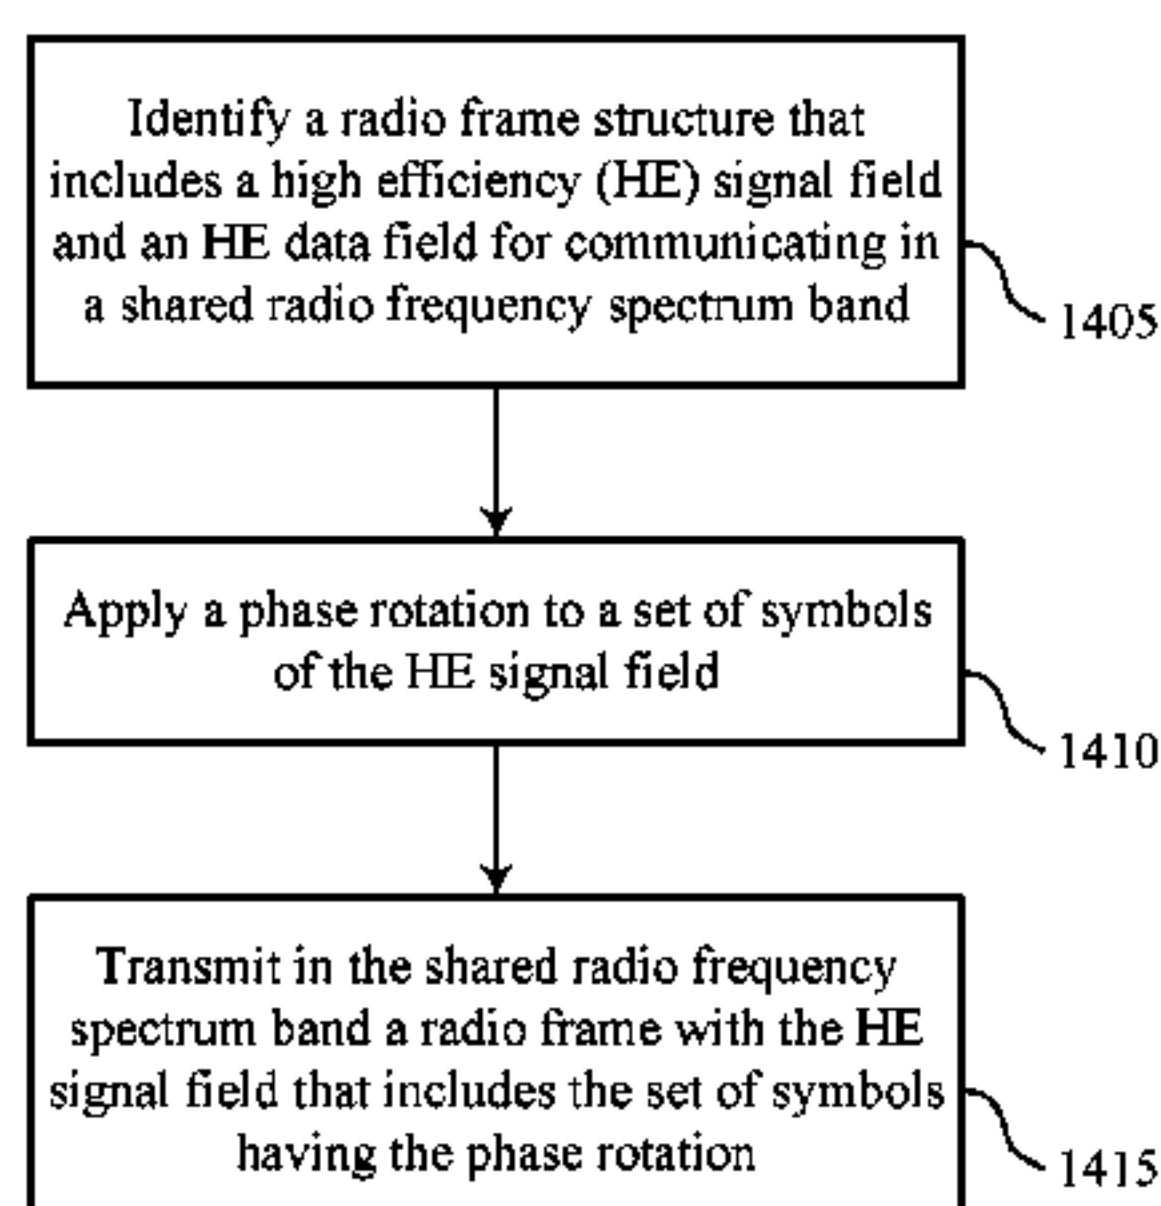 Identify a radio frame structure that
includes a high efficiency (HE) signal field
and an HE data field for communicating in
a shared radio frequency spectrum band
1405
Apply a phase rotation to a set of symbols
of the HE signal field
1410
Transmit in the shared radio frequency
spectrum band a radio frame with the HE
signal field that includes the set of symbols
having the phase rotation
1415